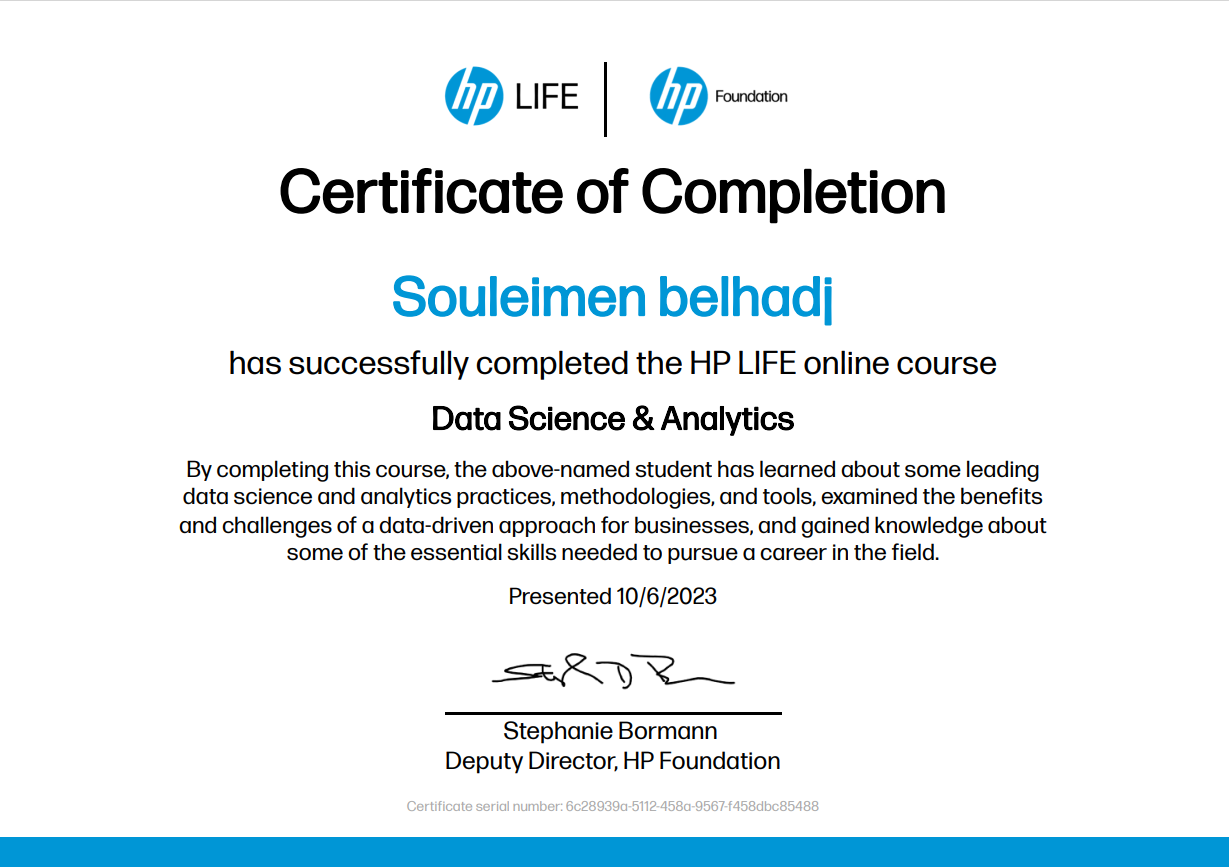 hp LIFE | hp Foundation
Certificate of Completion
Souleimen belhadj
has successfully completed the HP LIFE online course
Data Science & Analytics
By completing this course, the above-named student has learned about some leading
data science and analytics practices, methodologies, and tools, examined the benefits
and challenges of a data-driven approach for businesses, and gained knowledge about
some of the essential skills needed to pursue a career in the field.
Presented 10/6/2023
Stephanie Bormann
Deputy Director, HP Foundation
Certificate serial number: 6c28939a-5112-458a-9567-f458dbc85488